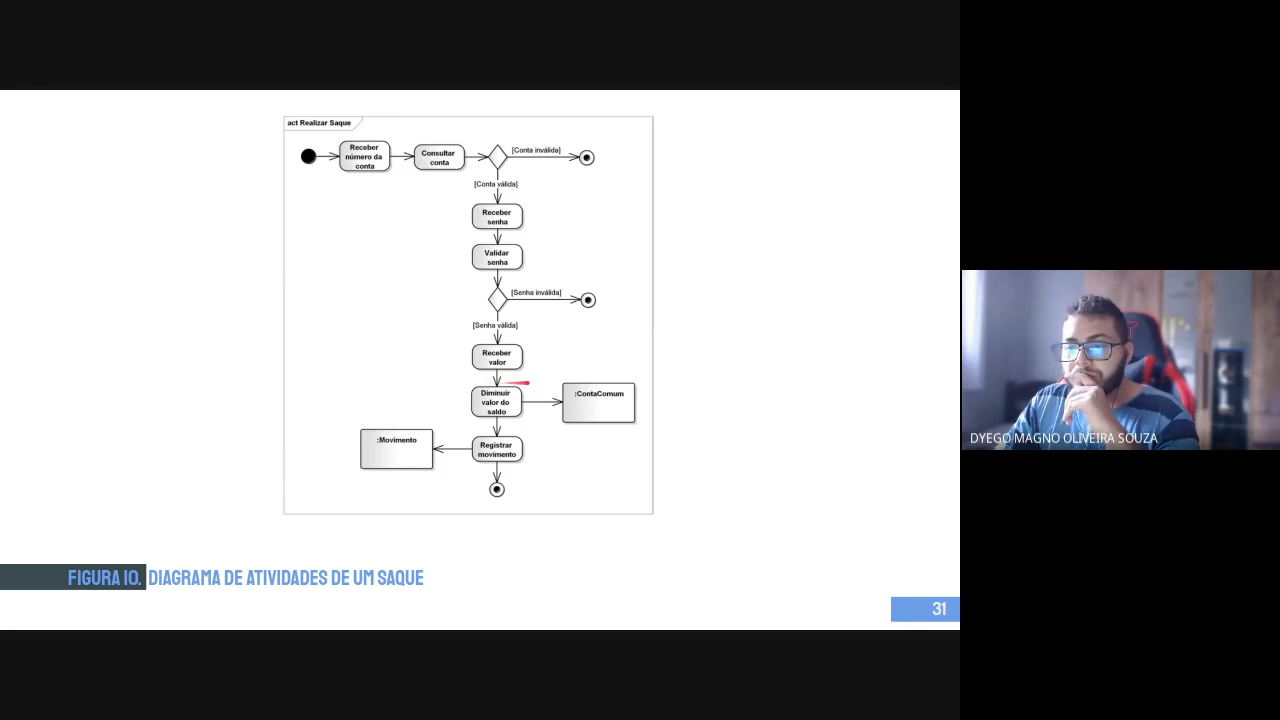 act Realizar Saque
Receber
número da
conta
Consultar
conta
[Conta inválida]
[Conta válida]
Receber
senha
Validar
senha
[Senha inválida]
[Senha válida]
Receber
valor
Diminuir
valor do
saldo
:ContaComum
:Movimento
Registrar
movimento
FIGURA 10. DIAGRAMA DE ATIVIDADES DE UM SAQUE
31
DYEGO MAGNO OLIVEIRA SOUZA